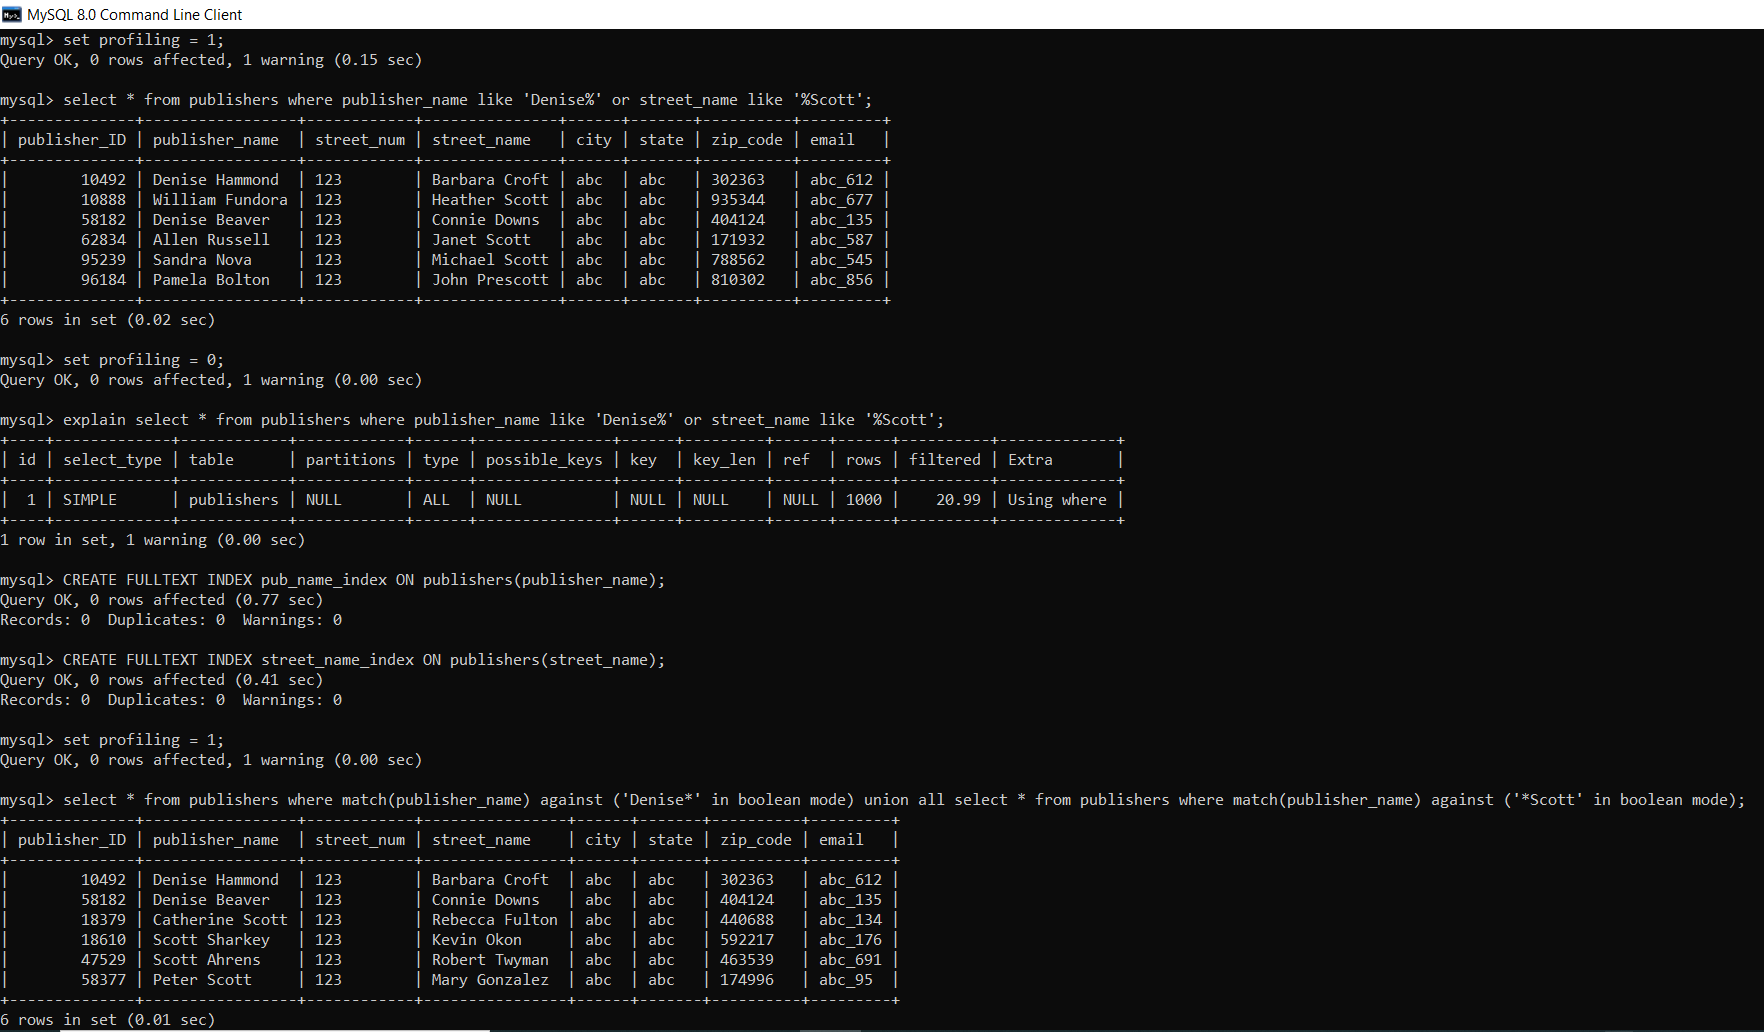 MySQL 8.0 Command Line Client
mysql> set profiling = 1;
Query OK, 0 rows affected, 1 warning (0.15 sec)
mysql> select * from publishers where publisher_name like 'Denise%' or street_name like '%Scott';
+--------------+----------------+------------+---------------+------+-------+----------+---------+
| publisher_ID | publisher_name | street_num | street_name | city | state | zip_code | email |
+--------------+----------------+------------+---------------+------+-------+----------+---------+
| 10492 | Denise Hammond | 123 | Barbara Croft | abc | abc | 302363 | abc_612 |
| 10888 | William Fundora | 123 | Heather Scott | abc | abc | 935344 | abc_677 |
| 58182 | Denise Beaver | 123 | Connie Downs | abc | abc | 404124 | abc_135 |
| 62834 | Allen Russell | 123 | Janet Scott | abc | abc | 171932 | abc_587 |
| 95239 | Sandra Nova | 123 | Michael Scott | abc | abc | 788562 | abc_545 |
| 96184 | Pamela Bolton | 123 | John Prescott | abc | abc | 810302 | abc_856 |
+--------------+----------------+------------+---------------+------+-------+----------+---------+
6 rows in set (0.02 sec)
mysql> set profiling = 0;
Query OK, 0 rows affected, 1 warning (0.00 sec)
mysql> explain select * from publishers where publisher_name like 'Denise%' or street_name like '%Scott';
+----+-------------+------------+------------+------+---------------+------+---------+------+------+----------+-------------+
| id | select_type | table | partitions | type | possible_keys | key | key_len | ref | rows | filtered | Extra |
+----+-------------+------------+------------+------+---------------+------+---------+------+------+----------+-------------+
| 1 | SIMPLE | publishers | NULL | ALL | NULL | NULL | NULL | NULL | 1000 | 20.99 | Using where |
+----+-------------+------------+------------+------+---------------+------+---------+------+------+----------+-------------+
1 row in set, 1 warning (0.00 sec)
mysql> CREATE FULLTEXT INDEX pub_name_index ON publishers(publisher_name);
Query OK, 0 rows affected (0.77 sec)
Records: 0 Duplicates: 0 Warnings: 0
mysql> CREATE FULLTEXT INDEX street_name_index ON publishers(street_name);
Query OK, 0 rows affected (0.41 sec)
Records: 0 Duplicates: 0 Warnings: 0
mysql> set profiling = 1;
Query OK, 0 rows affected, 1 warning (0.00 sec)
mysql> select * from publishers where match(publisher_name) against ('Denise*' in boolean mode) union all select * from publishers where match(publisher_name) against ('*Scott' in boolean mode);
+--------------+-----------------+------------+----------------+------+-------+----------+---------+
| publisher_ID | publisher_name | street_num | street_name | city | state | zip_code | email |
+--------------+-----------------+------------+----------------+------+-------+----------+---------+
| 10492 | Denise Hammond | 123 | Barbara Croft | abc | abc | 302363 | abc_612 |
| 58182 | Denise Beaver | 123 | Connie Downs | abc | abc | 404124 | abc_135 |
| 18379 | Catherine Scott | 123 | Rebecca Fulton | abc | abc | 440688 | abc_134 |
| 18610 | Scott Sharkey | 123 | Kevin Okon | abc | abc | 592217 | abc_176 |
| 47529 | Scott Ahrens | 123 | Robert Twyman | abc | abc | 463539 | abc_691 |
| 58377 | Peter Scott | 123 | Mary Gonzalez | abc | abc | 174996 | abc_95 |
+--------------+-----------------+------------+----------------+------+-------+----------+---------+
6 rows in set (0.01 sec)